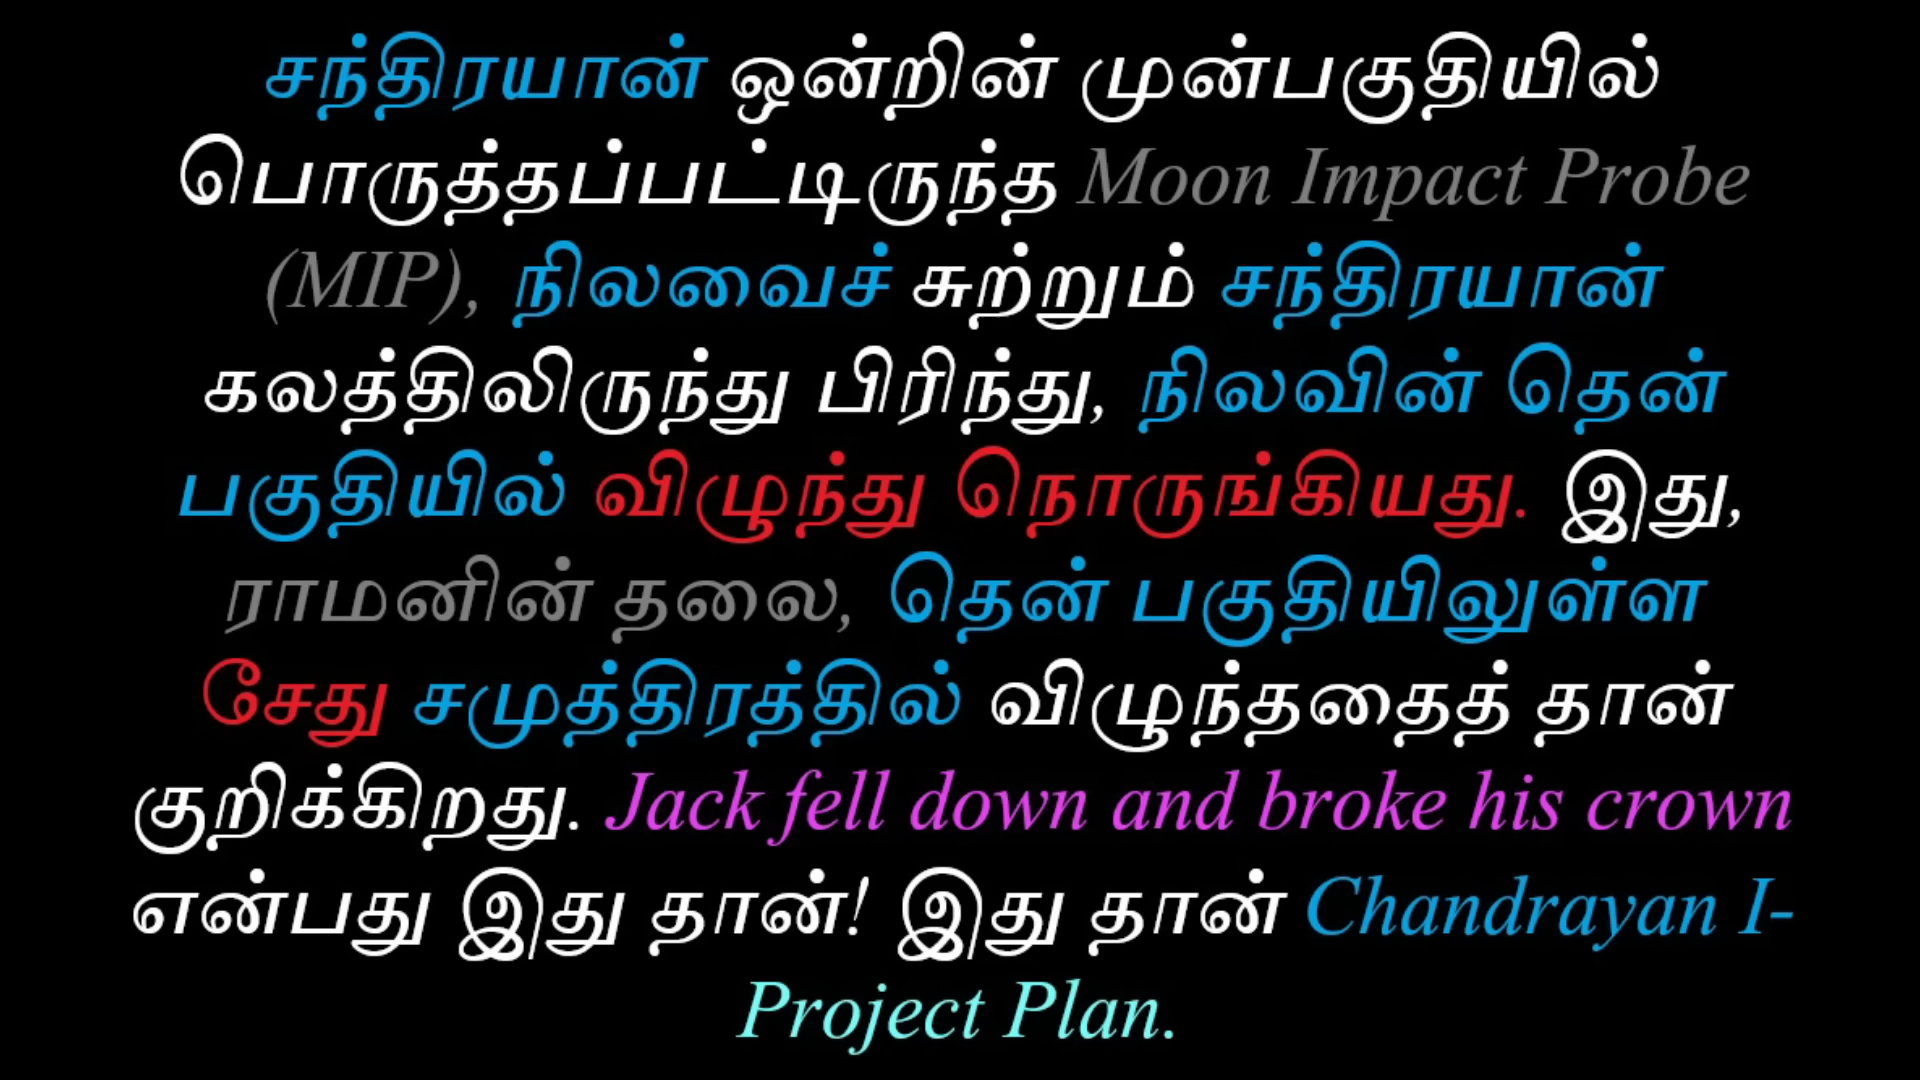 சந்திரயான் ஒன்றின் முன்பகுதியில்
பொருத்தப்பட்டிருந்த Moon Impact Probe
(MIP), நிலவைச் சுற்றும் சந்திரயான்
கலத்திலிருந்து பிரிந்து, நிலவின் தென்
பகுதியில் விழுந்து நொருங்கியது. இது,
ராமனின் தலை, தென் பகுதியிலுள்ள
சேது சமுத்திரத்தில் விழுந்ததைத் தான்
குறிக்கிறது. Jack fell down and broke his crown
என்பது இது தான்! இது தான் Chandrayan I-
Project Plan.